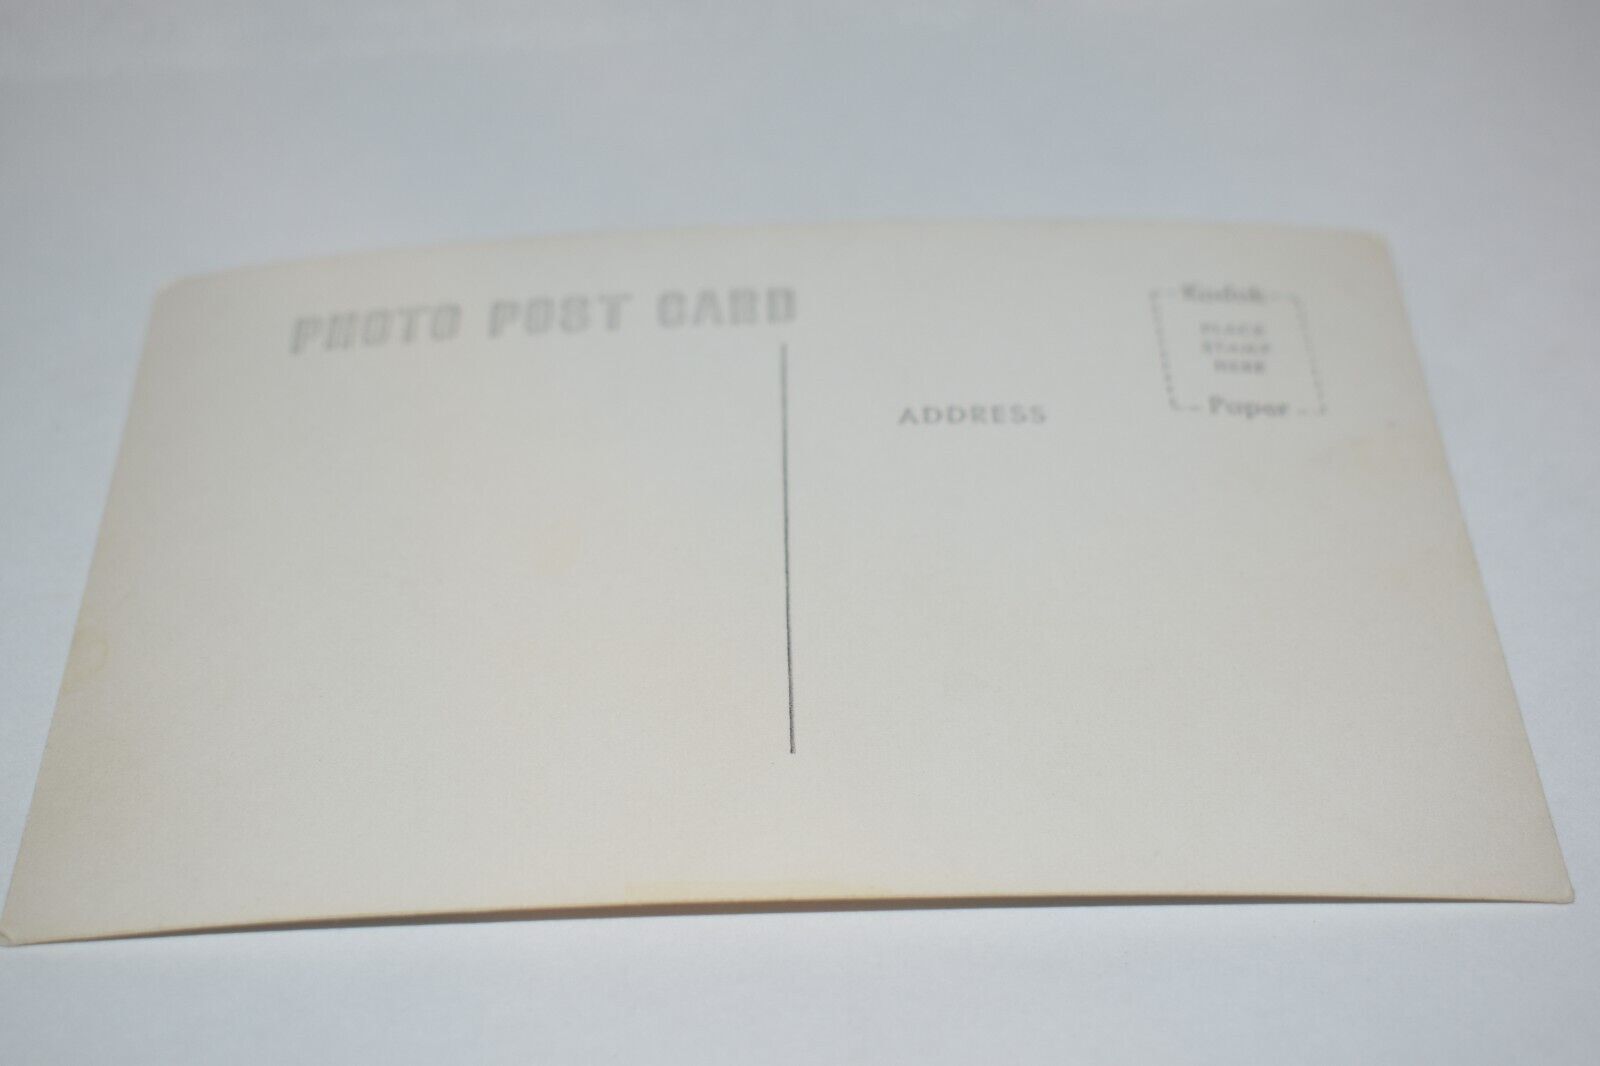 PHOTO POST CARD
Kodak
PLACE
STAMP
HERE
Paper
ADDRESS